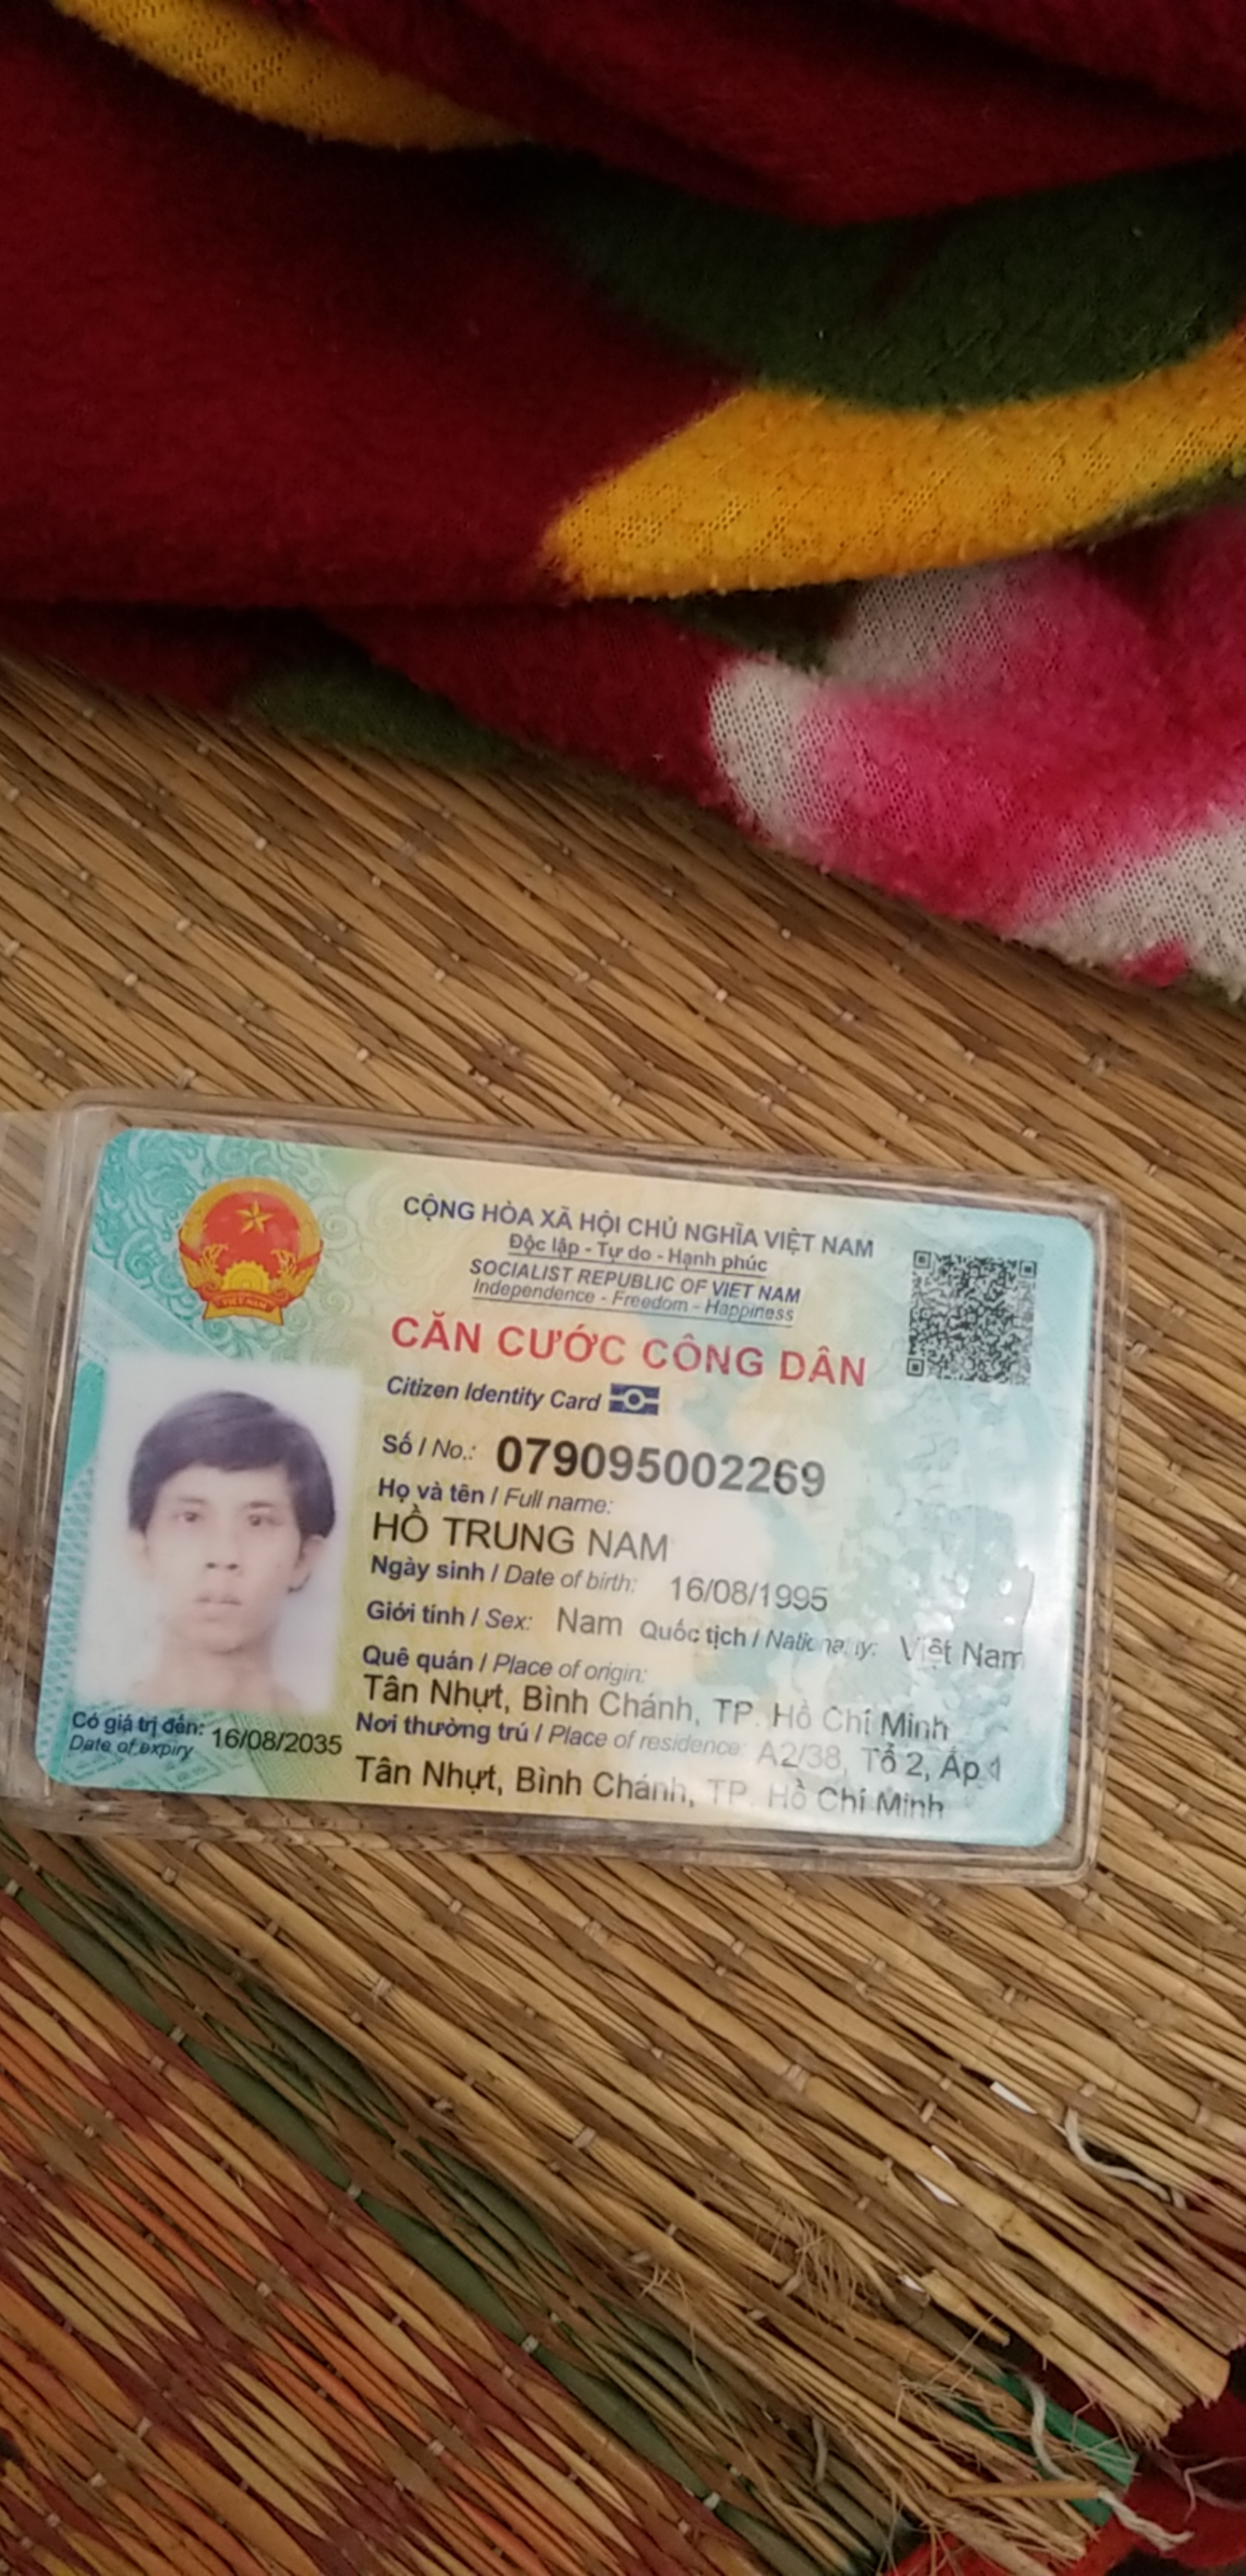 CỘNG HÒA XÃ HỘI CHỦ NGHĨA VIỆT NAM
Độc lập - Tự do - Hạnh phúc
SOCIALIST REPUBLIC OF VIET NAM
Independence - Freedom - Happiness
CĂN CƯỚC CÔNG DÂN
Citizen Identity Card
Số / No.: 079095002269
Họ và tên / Full name:
HỒ TRUNG NAM
Ngày sinh / Date of birth: 16/08/1995
Giới tính / Sex: Nam Quốc tịch / Nationality: Việt Nam
Quê quán / Place of origin:
Tân Nhựt, Bình Chánh, TP. Hồ Chí Minh
Nơi thường trú / Place of residence: A2/38, Tổ 2, Ấp 1
Tân Nhựt, Bình Chánh, TP. Hồ Chí Minh
Có giá trị đến: 16/08/2035
Date of expiry
VIỆT NAM